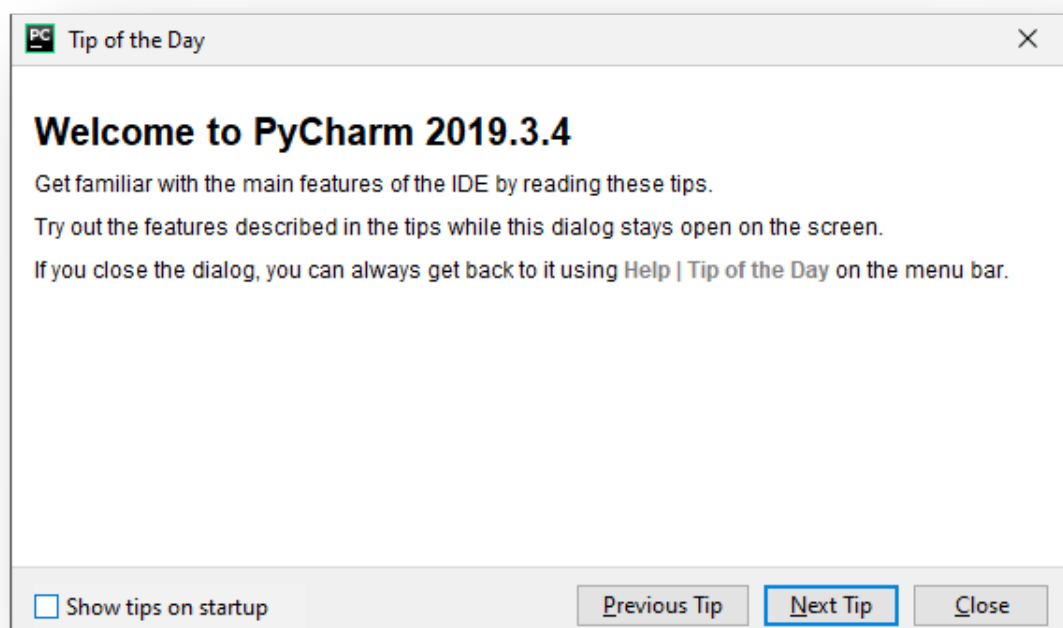 PC
Tip of the Day
Welcome to PyCharm 2019.3.4
Get familiar with the main features of the IDE by reading these tips.
Try out the features described in the tips while this dialog stays open on the screen.
If you close the dialog, you can always get back to it using Help | Tip of the Day on the menu bar.
Show tips on startup
Previous Tip
Next Tip
Close